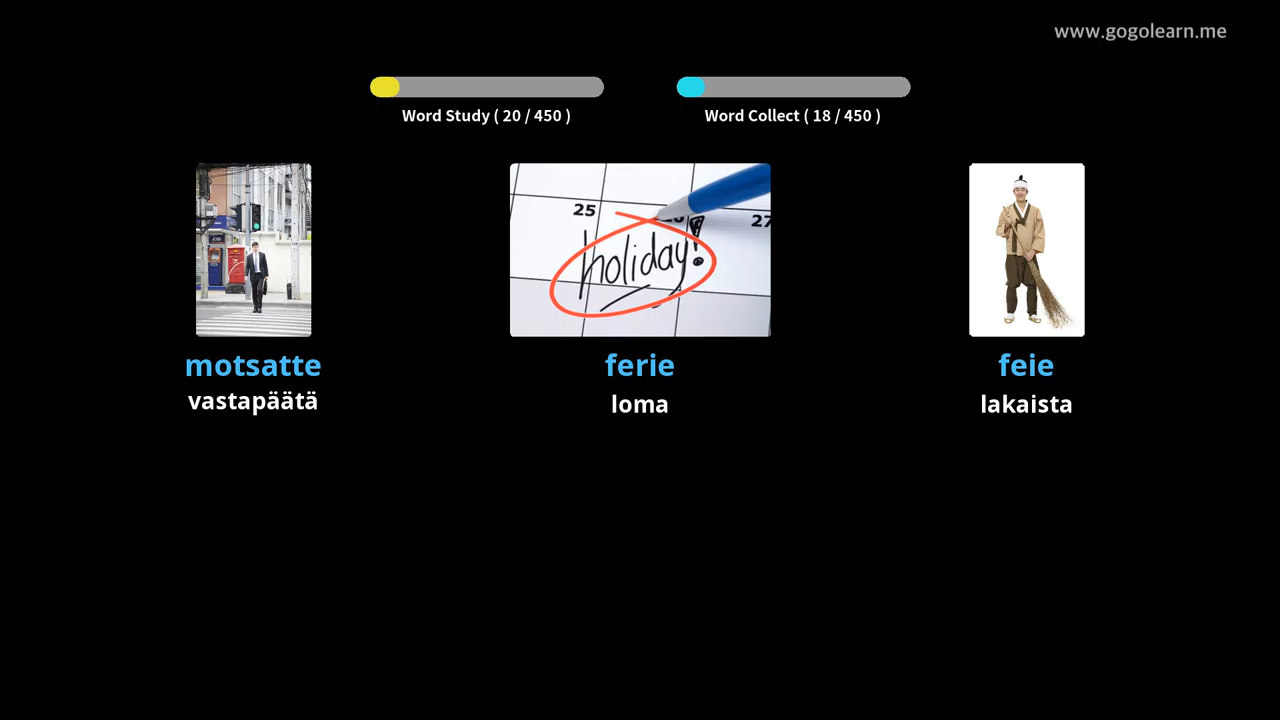 www.gogolearn.me
Word Study ( 20 / 450 )
Word Collect ( 18 / 450 )
25
27
holiday!
motsatte
ferie
feie
vastapäätä
loma
lakaista